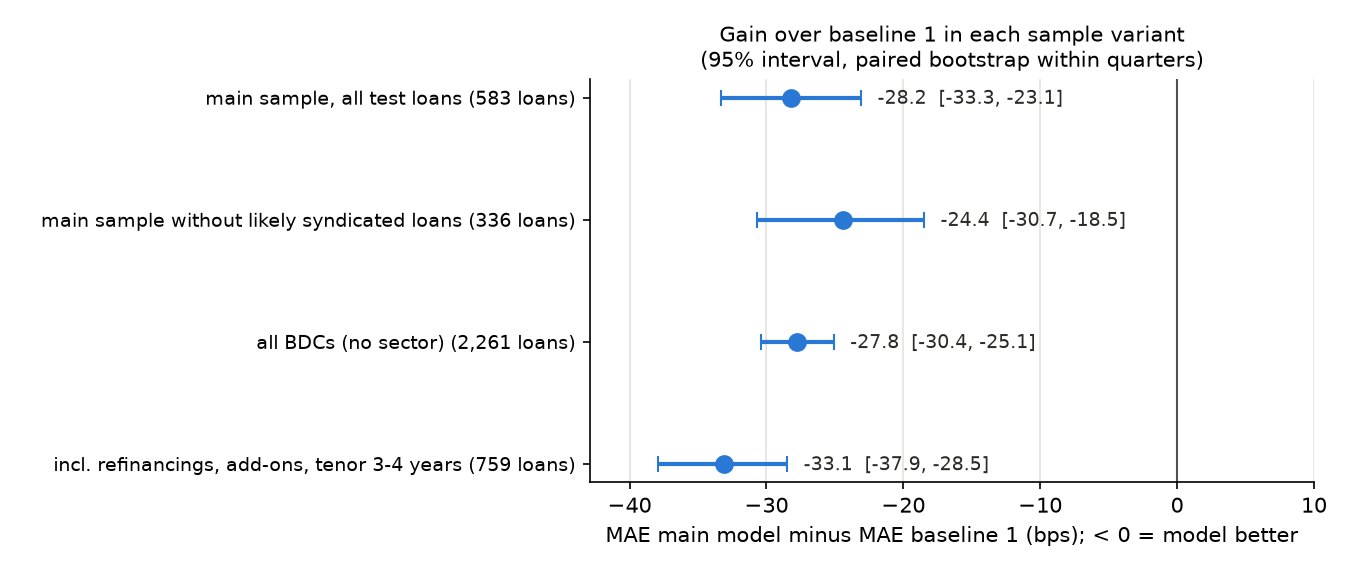 Gain over baseline 1 in each sample variant
(95% interval, paired bootstrap within quarters)
main sample, all test loans (583 loans)
-28.2 [-33.3, -23.1]
main sample without likely syndicated loans (336 loans)
-24.4 [-30.7, -18.5]
all BDCs (no sector) (2,261 loans)
-27.8 [-30.4, -25.1]
incl. refinancings, add-ons, tenor 3-4 years (759 loans)
-33.1 [-37.9, -28.5]
−40 −30 −20 −10 0 10
MAE main model minus MAE baseline 1 (bps); < 0 = model better